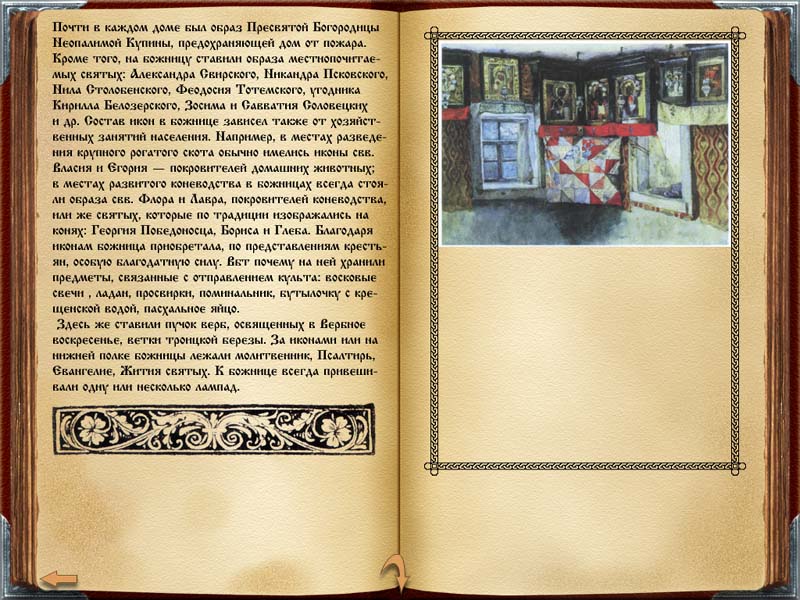 Почти в каждом доме был образ Пресвятой Богородицы
Неопалимой Купины, предохраняющей дом от пожара.
Кроме того, на божницу ставили образа местнопочитае-
мых святых: Александра Свирского, Никандра Псковского,
Нила Столобенского, Феодосия Тотемского, угодника
Кирилла Белозерского, Зосима и Савватия Соловецких
и др. Состав икон в божнице зависел также от хозяйст-
венных занятий населения. Например, в местах разведе-
ния крупного рогатого скота обычно имелись иконы свв.
Власия и Егория — покровителей домашних животных;
в местах развитого коневодства в божницах всегда стоя-
ли образа свв. Флора и Лавра, покровителей коневодства,
или же святых, которые по традиции изображались на
конях: Георгия Победоносца, Бориса и Глеба. Благодаря
иконам божница приобретала, по представлениям кресть-
ян, особую благодатную силу. Вбт почему на ней хранили
предметы, связанные с отправлением культа: восковые
свечи , ладан, просвирки, поминальник, бутылочку с кре-
щенской водой, пасхальное яйцо.
Здесь же ставили пучок верб, освященных в Вербное
воскресенье, ветки троицкой березы. За иконами или на
нижней полке божницы лежали молитвенник, Псалтирь,
Евангелие, Жития святых. К божнице всегда привеши-
вали одну или несколько лампад.